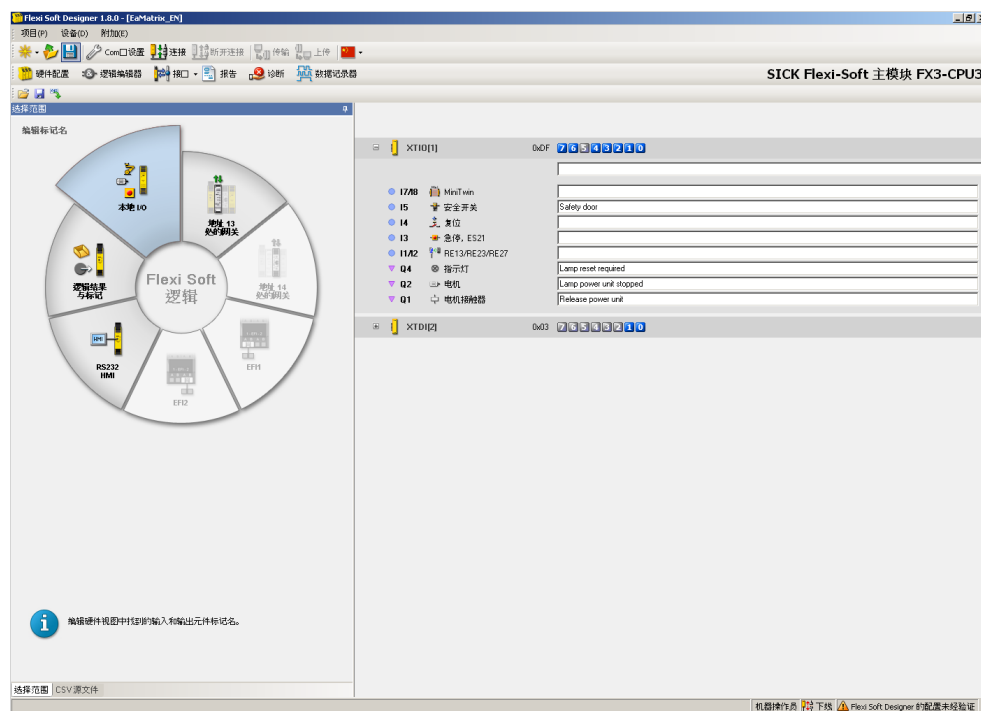 Flexi Soft Designer 1.8.0 - [EaMatrix_EN]
项目(P) 设备(D) 附加(E)
Com口设置 连接 断开连接 传输 上传
硬件配置 逻辑编辑器 接口 报告 诊断 数据记录器 SICK Flexi-Soft 主模块 FX3-CPU3
选择范围
编辑标记名
本地 I/O
地址 13
处的网关
地址 14
处的网关
EFI1
EFI2
RS232
HMI
逻辑结果
与标记
Flexi Soft
逻辑
XTIO[1] 0xDF 7 6 5 4 3 2 1 0
I7/I8 MiniTwin
I5 安全开关 Safety door
I4 复位
I3 急停, ES21
I1/I2 RE13/RE23/RE27
Q4 指示灯 Lamp reset required
Q2 电机 Lamp power unit stopped
Q1 电机接触器 Release power unit
XTDI[2] 0x03 7 6 5 4 3 2 1 0
编辑硬件视图中找到的输入和输出元件标记名。
选择范围 CSV 源文件
机器操作员 下线 Flexi Soft Designer 的配置未经验证